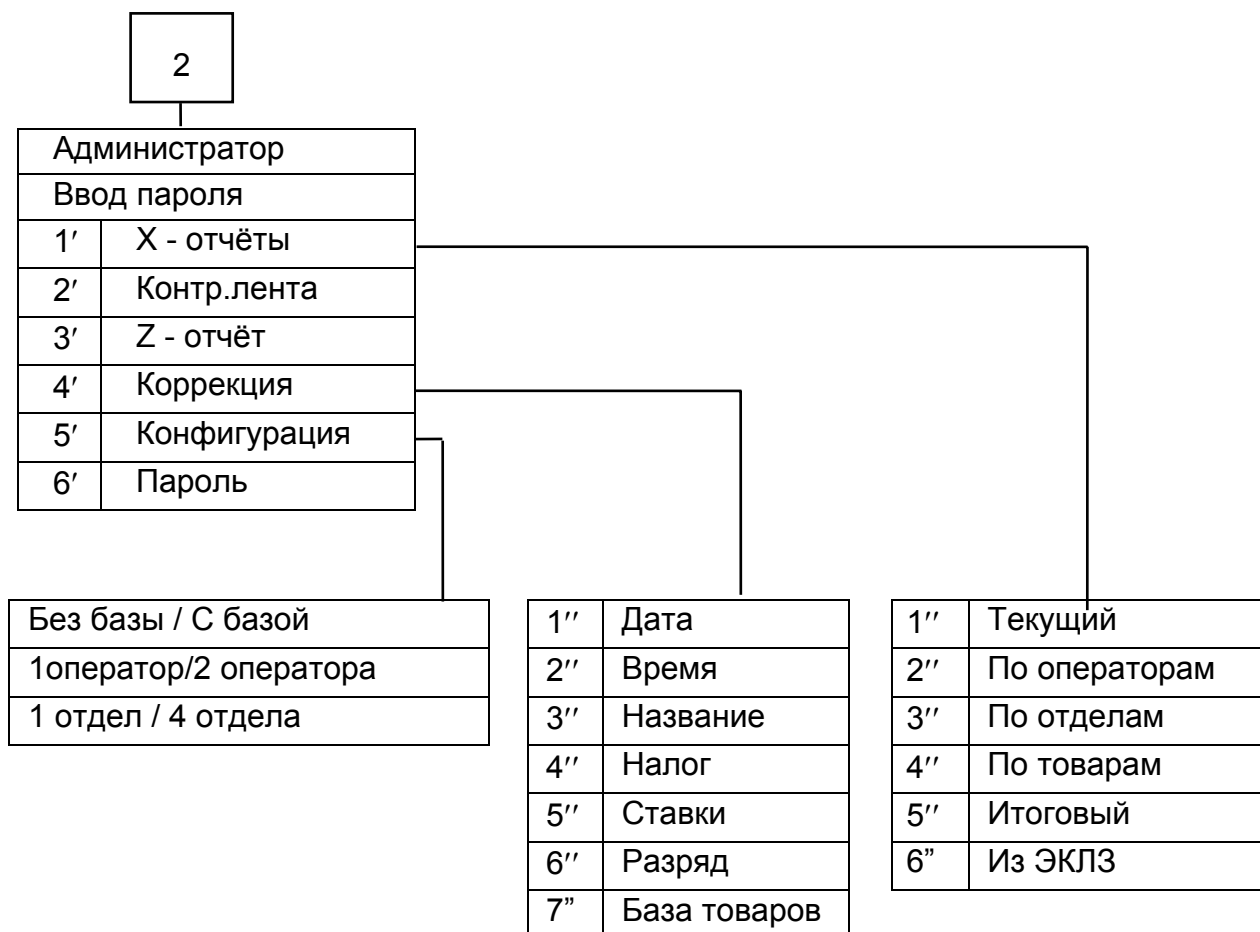 2
Администратор
Ввод пароля
1′ X - отчёты
2′ Контр.лента
3′ Z - отчёт
4′ Коррекция
5′ Конфигурация
6′ Пароль
Без базы / С базой
1оператор/2 оператора
1 отдел / 4 отдела
1′′ Дата
2′′ Время
3′′ Название
4′′ Налог
5′′ Ставки
6′′ Разряд
7” База товаров
1′′ Текущий
2′′ По операторам
3′′ По отделам
4′′ По товарам
5′′ Итоговый
6” Из ЭКЛЗ